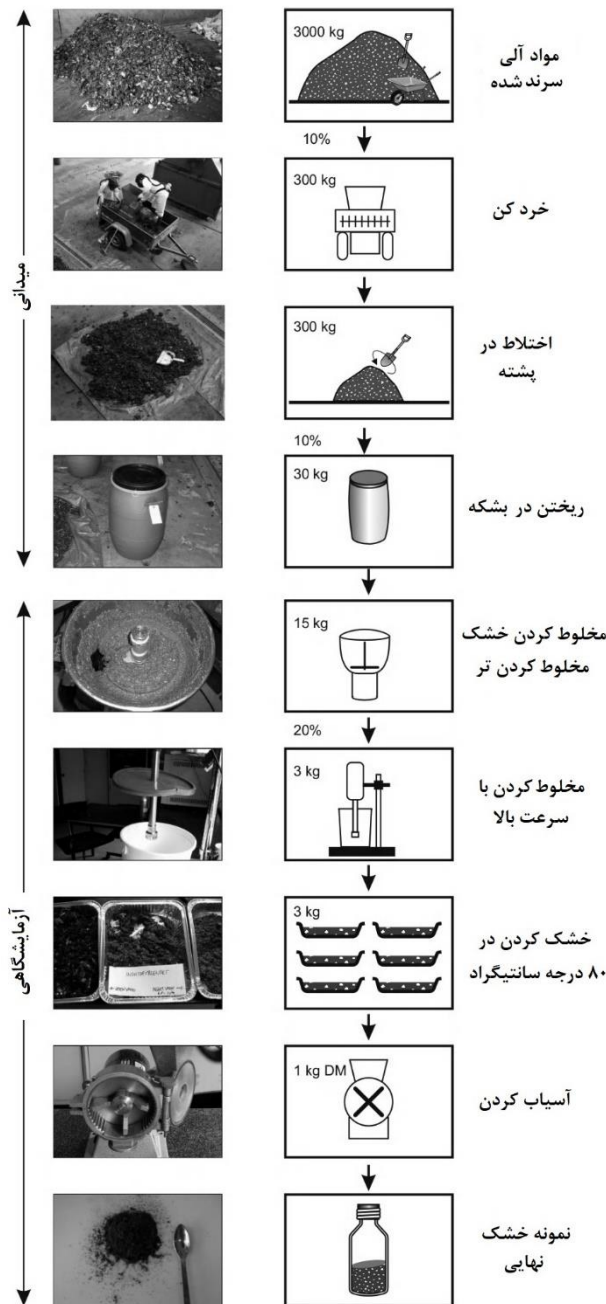 3000 kg
مواد آلی
سرند شده
10%
300 kg
خرد کن
میدانی
300 kg
اختلاط در
پشته
10%
30 kg
ریختن در بشکه
15 kg
مخلوط کردن خشک
مخلوط کردن تر
20%
3 kg
مخلوط کردن با
سرعت بالا
آزمایشگاهی
3 kg
خشک کردن در
۸۰ درجه سانتیگراد
1 kg DM
آسیاب کردن
نمونه خشک
نهایی